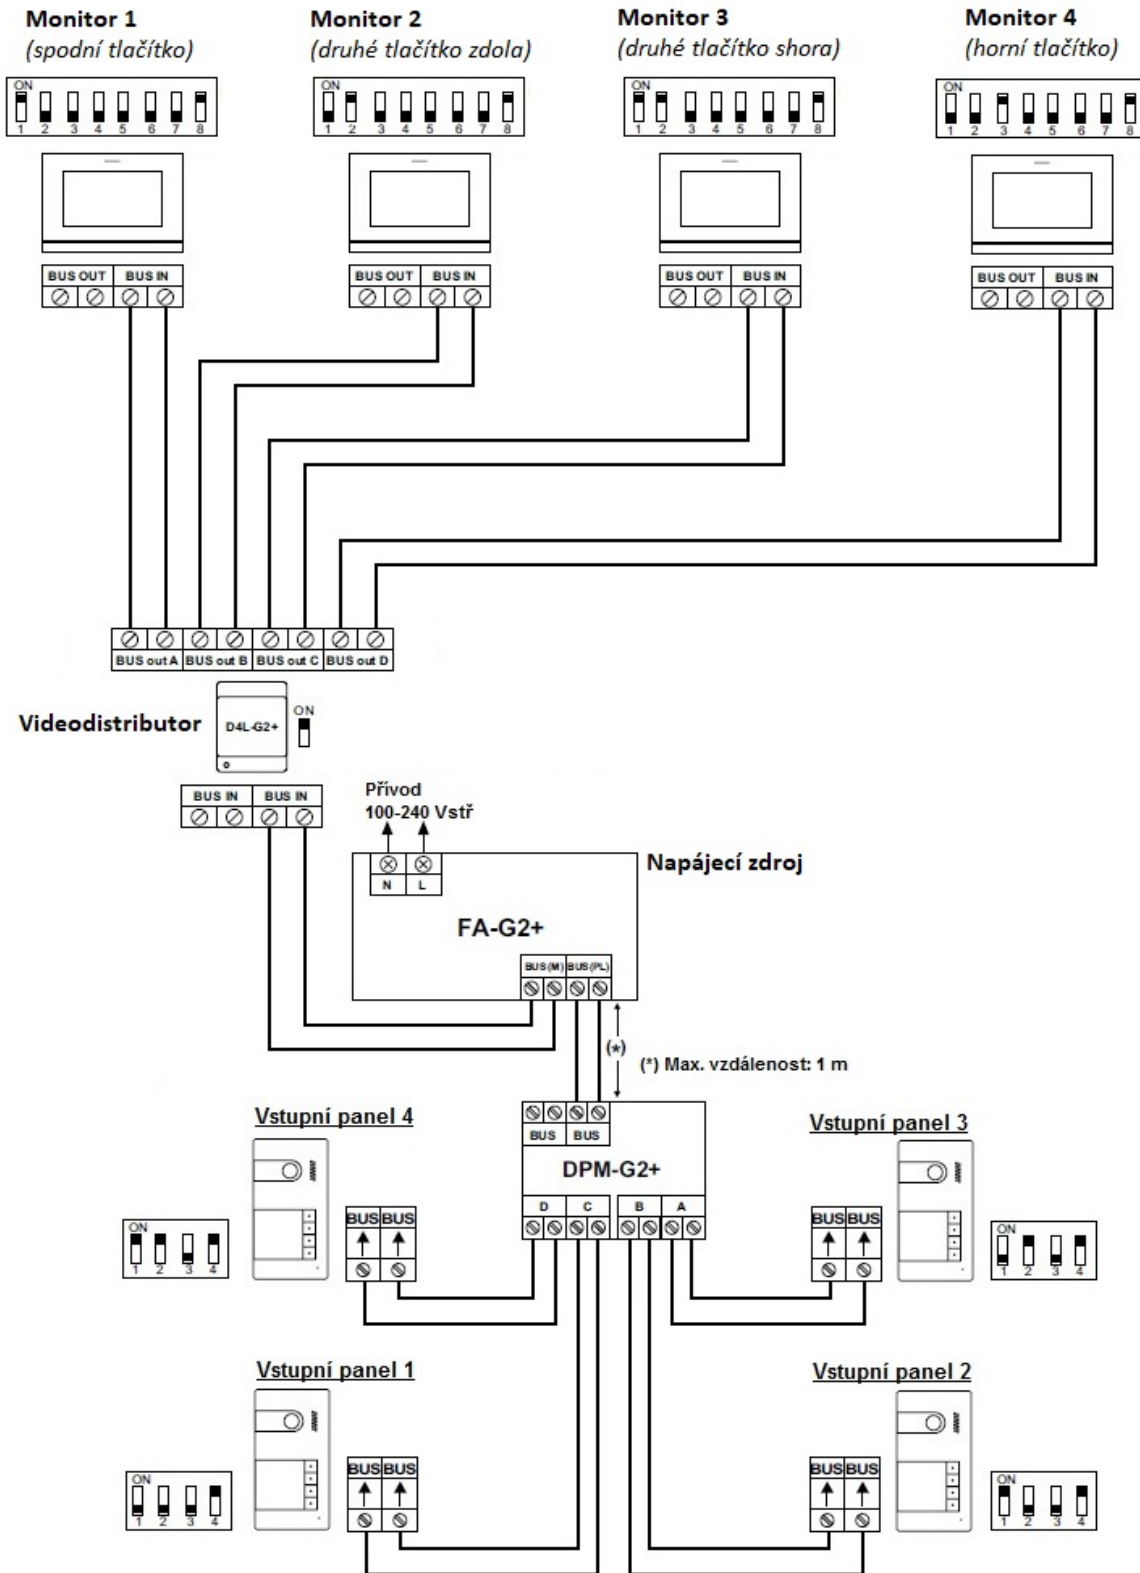 Monitor 1
(spodní tlačítko)
Monitor 2
(druhé tlačítko zdola)
Monitor 3
(druhé tlačítko shora)
Monitor 4
(horní tlačítko)
ON
1 2 3 4 5 6 7 8
ON
1 2 3 4 5 6 7 8
ON
1 2 3 4 5 6 7 8
ON
1 2 3 4 5 6 7 8
BUS OUT BUS IN
BUS OUT BUS IN
BUS OUT BUS IN
BUS OUT BUS IN
BUS out A BUS out B BUS out C BUS out D
Videodistributor
D4L-G2+
ON
BUS IN BUS IN
Přívod
100-240 Vstř
N L
Napájecí zdroj
FA-G2+
BUS(M) BUS(PL)
(*)
(*) Max. vzdálenost: 1 m
BUS BUS
DPM-G2+
D C B A
Vstupní panel 4
BUS BUS
ON
1 2 3 4
Vstupní panel 3
BUS BUS
ON
1 2 3 4
Vstupní panel 1
BUS BUS
ON
1 2 3 4
Vstupní panel 2
BUS BUS
ON
1 2 3 4